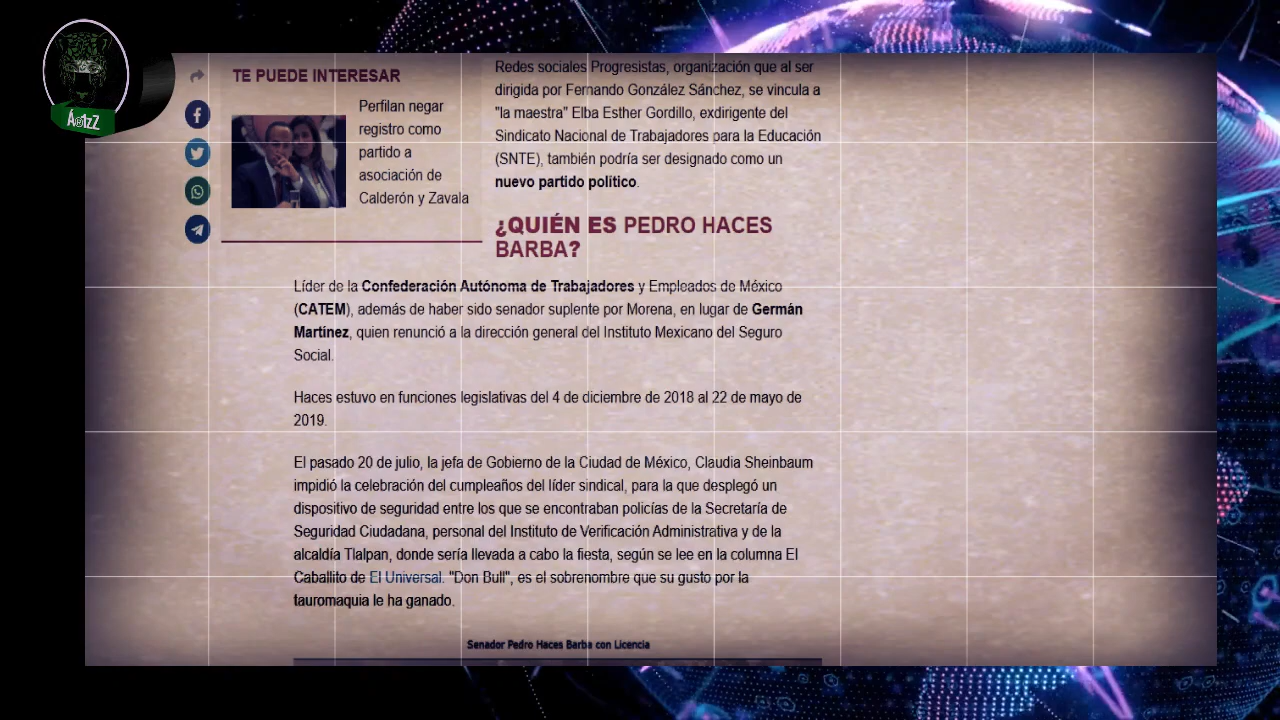 Á®1zZ
TE PUEDE INTERESAR
Perfilan negar
registro como
partido a
asociación de
Calderón y Zavala
Redes sociales Progresistas, organización que al ser
dirigida por Fernando González Sánchez, se vincula a
"la maestra" Elba Esther Gordillo, exdirigente del
Sindicato Nacional de Trabajadores para la Educación
(SNTE), también podría ser designado como un
nuevo partido político.
¿QUIÉN ES PEDRO HACES
BARBA?
Líder de la Confederación Autónoma de Trabajadores y Empleados de México
(CATEM), además de haber sido senador suplente por Morena, en lugar de Germán
Martínez, quien renunció a la dirección general del Instituto Mexicano del Seguro
Social.
Haces estuvo en funciones legislativas del 4 de diciembre de 2018 al 22 de mayo de
2019.
El pasado 20 de julio, la jefa de Gobierno de la Ciudad de México, Claudia Sheinbaum
impidió la celebración del cumpleaños del líder sindical, para la que desplegó un
dispositivo de seguridad entre los que se encontraban policías de la Secretaría de
Seguridad Ciudadana, personal del Instituto de Verificación Administrativa y de la
alcaldía Tlalpan, donde sería llevada a cabo la fiesta, según se lee en la columna El
Caballito de El Universal. "Don Bull", es el sobrenombre que su gusto por la
tauromaquia le ha ganado.
Senador Pedro Haces Barba con Licencia